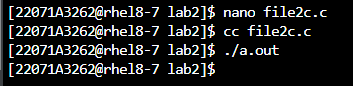 [22071A3262@rhel8-7 lab2]$ nano file2c.c
[22071A3262@rhel8-7 lab2]$ cc file2c.c
[22071A3262@rhel8-7 lab2]$ ./a.out
[22071A3262@rhel8-7 lab2]$